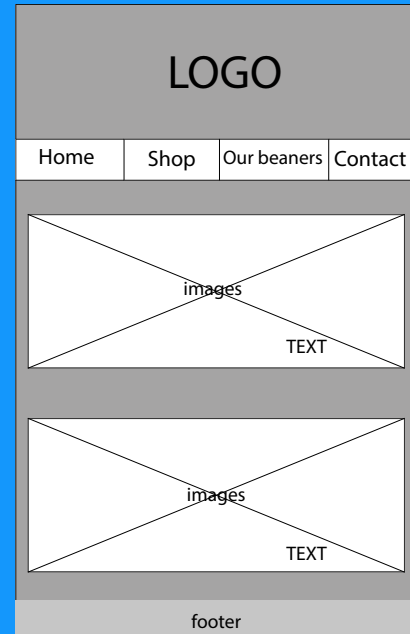 LOGO
Home Shop Our beaners Contact
images
TEXT
images
TEXT
footer